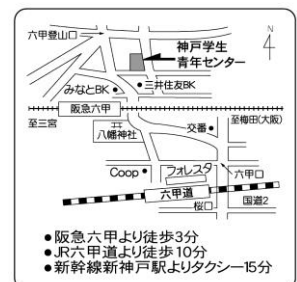 六甲登山口
4
神戸学生
青年センター
みなとBK
三井住友BK
阪急六甲
至三宮
八幡神社
交番
至梅田(大阪)
Coop
フォレスタ
六甲口
六甲道
桜口
国道2
●阪急六甲より徒歩3分
●JR六甲道より徒歩10分
●新幹線新神戸駅よりタクシー15分